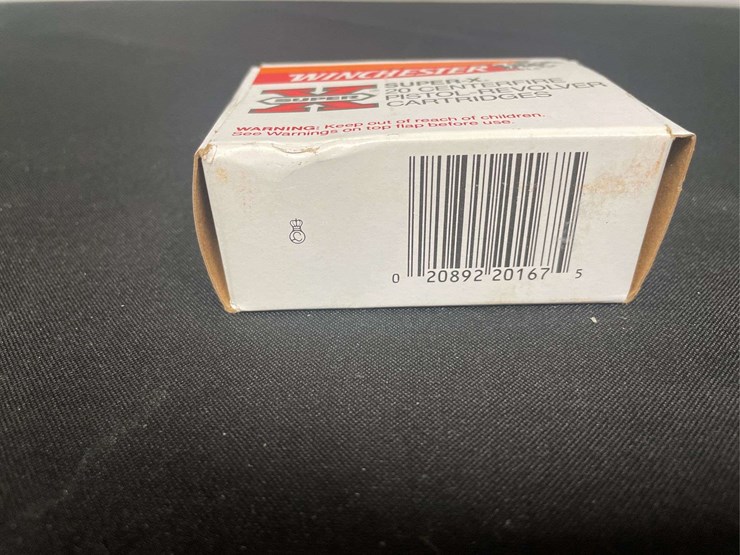 WINCHESTER
SUPER-X
SUPER X
20 CENTERFIRE
PISTOL/REVOLVER
CARTRIDGES
WARNING: Keep out of reach of children.
See Warnings on top flap before use.
0 20892 20167 5